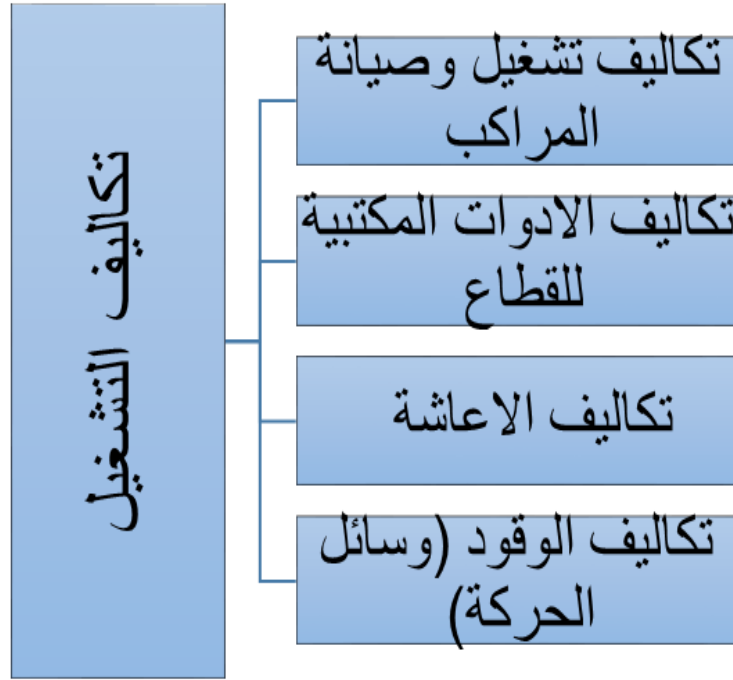 تكاليف التشغيل
تكاليف تشغيل وصيانة
المراكب
تكاليف الادوات المكتبية
للقطاع
تكاليف الاعاشة
تكاليف الوقود (وسائل
الحركة)